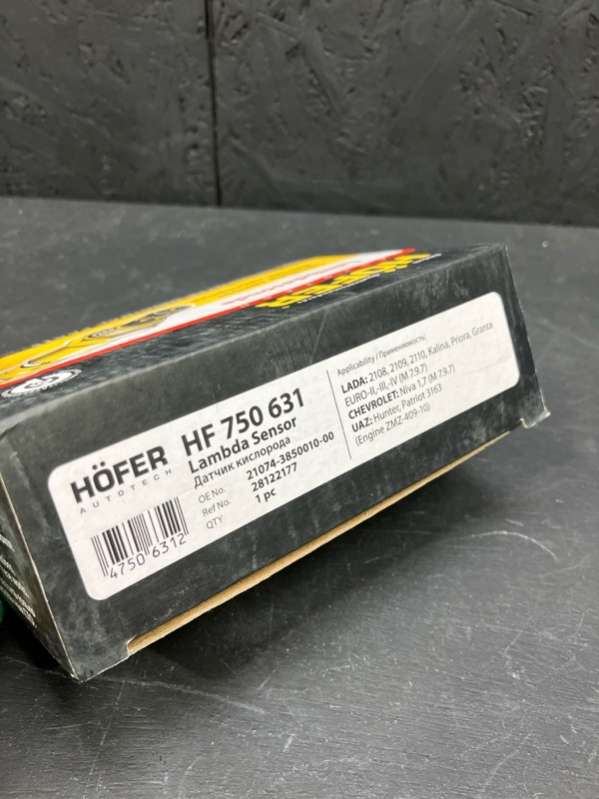 HÖFER
HÖFER
AUTOTECH
HF 750 631
Lambda Sensor
Датчик кислорода
OE No. 21074-3850010-00
Ref No. 28122177
QTY 1 pc
4750 6312
Applicability / Применяемость:
LADA: 2108, 2109, 2110, Kalina, Priora, Granta
EURO-II,-III,-IV (M 7.9.7)
CHEVROLET: Niva 1,7 (M 7.9.7)
UAZ: Hunter, Patriot 3163
(Engine ZMZ-409-10)